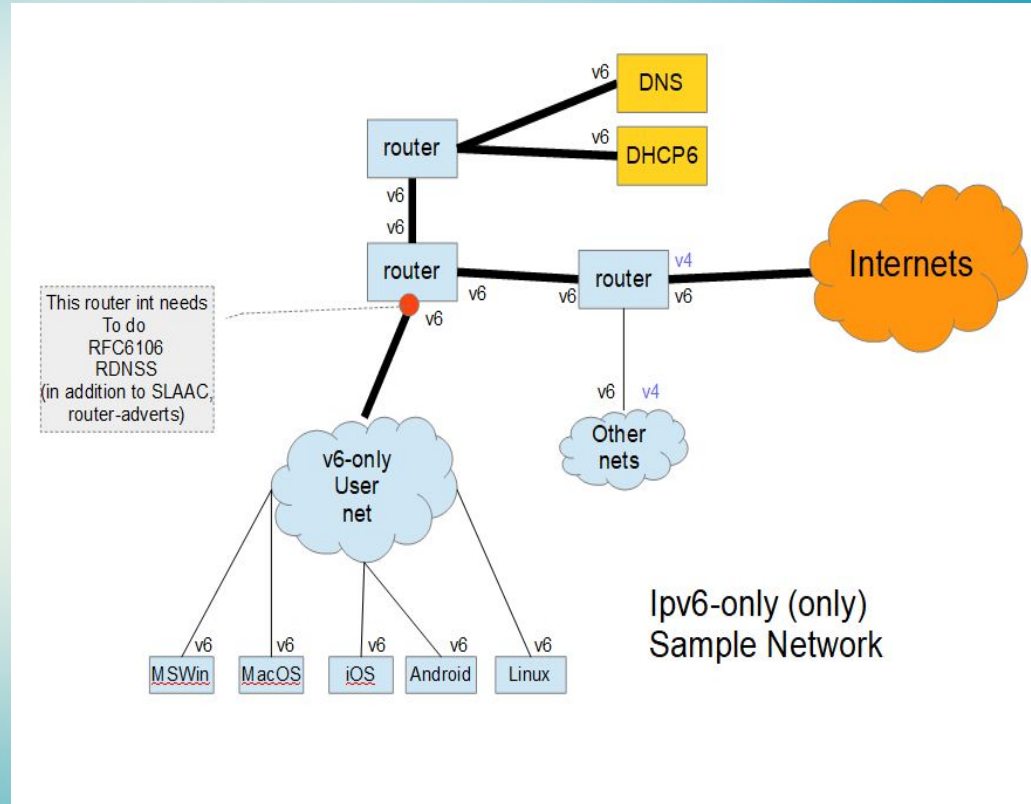 v6
DNS
v6
DHCP6
router
v6
v6
router
v6
v6
v6
router
v4
v6
Internets
This router int needs
To do
RFC6106
RDNSS
(in addition to SLAAC,
router-adverts)
v6 v4
Other
nets
v6-only
User
net
Ipv6-only (only)
Sample Network
v6
v6
v6
v6
v6
MSWin
MacOS
iOS
Android
Linux